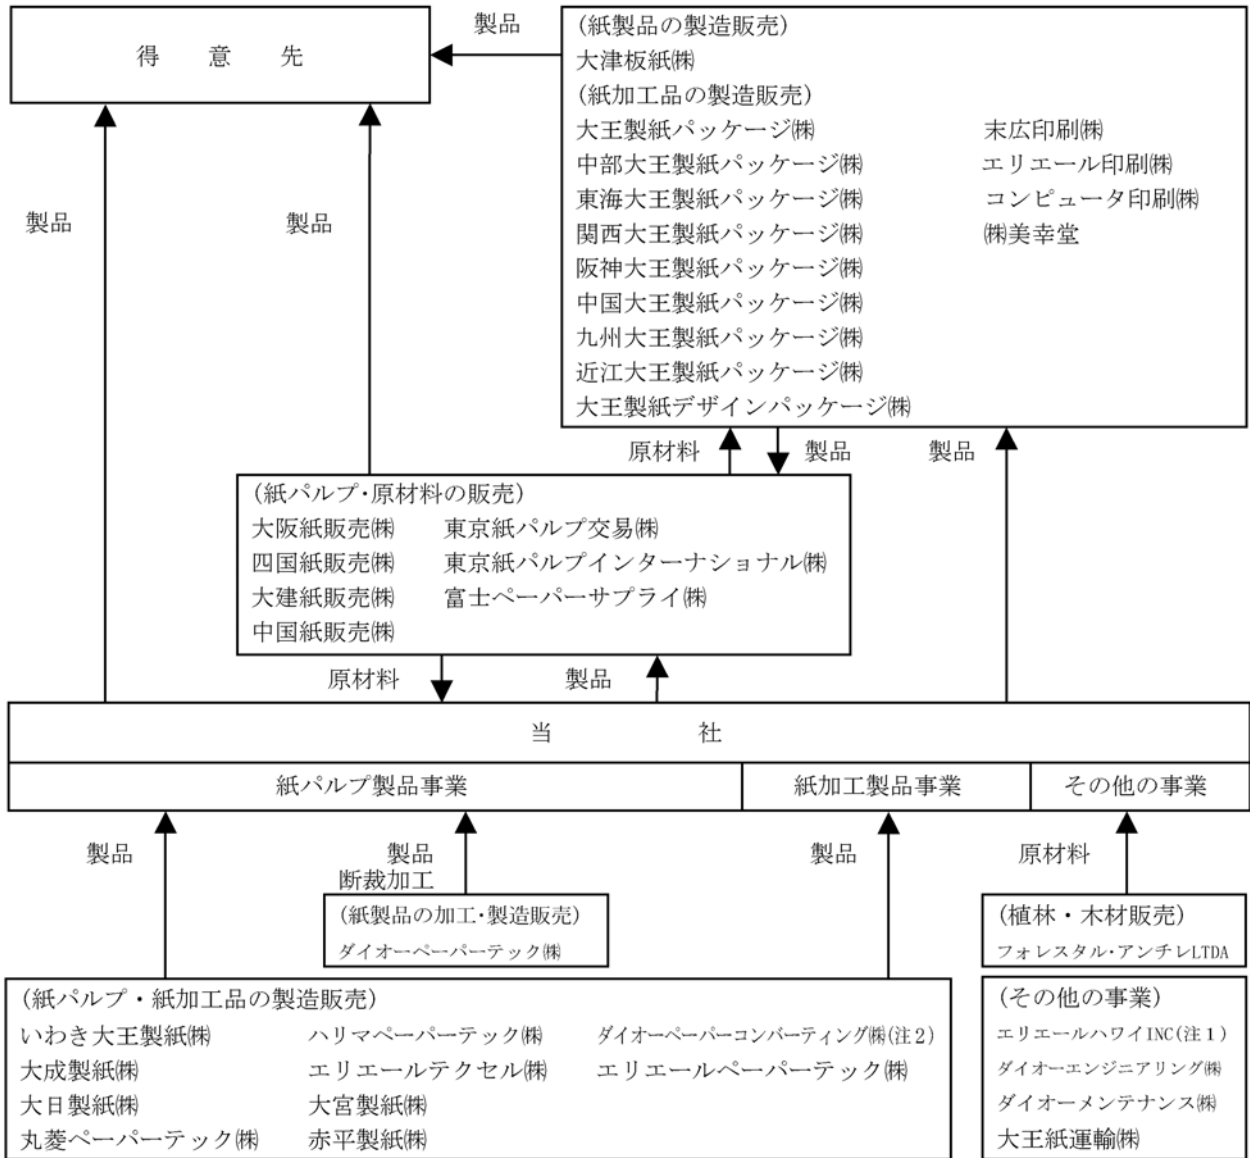 得　意　先
製品
(紙製品の製造販売)
大津板紙㈱
(紙加工品の製造販売)
大王製紙パッケージ㈱　末広印刷㈱
中部大王製紙パッケージ㈱　エリエール印刷㈱
東海大王製紙パッケージ㈱　コンピュータ印刷㈱
関西大王製紙パッケージ㈱　㈱美幸堂
阪神大王製紙パッケージ㈱
中国大王製紙パッケージ㈱
九州大王製紙パッケージ㈱
近江大王製紙パッケージ㈱
大王製紙デザインパッケージ㈱
製品　製品
原材料　製品　製品
(紙パルプ・原材料の販売)
大阪紙販売㈱　東京紙パルプ交易㈱
四国紙販売㈱　東京紙パルプインターナショナル㈱
大建紙販売㈱　富士ペーパーサプライ㈱
中国紙販売㈱
原材料　製品
当　社
紙パルプ製品事業　紙加工製品事業　その他の事業
製品　製品　製品　原材料
断裁加工
(紙製品の加工・製造販売)
ダイオーペーパーテック㈱
(植林・木材販売)
フォレスタル・アンチレLTDA
(紙パルプ・紙加工品の製造販売)
いわき大王製紙㈱　ハリマペーパーテック㈱　ダイオーペーパーコンバーティング㈱(注2)
大成製紙㈱　エリエールテクセル㈱　エリエールペーパーテック㈱
大日製紙㈱　大宮製紙㈱
丸菱ペーパーテック㈱　赤平製紙㈱
(その他の事業)
エリエールハワイINC(注1)
ダイオーエンジニアリング㈱
ダイオーメンテナンス㈱
大王紙運輸㈱